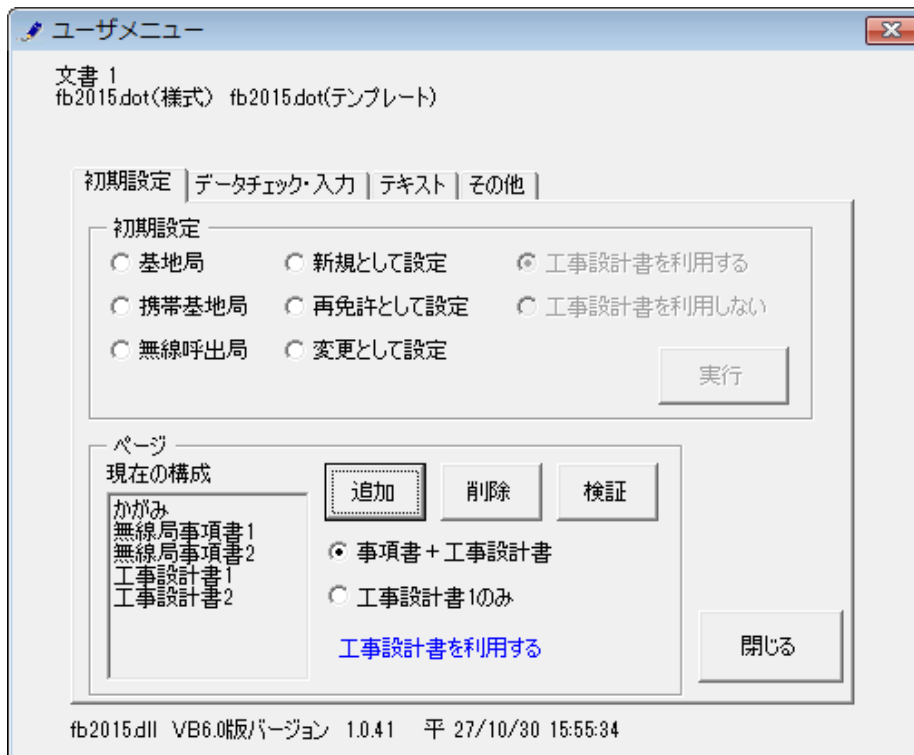 ユーザメニュー
文書 1
fb2015.dot(様式) fb2015.dot(テンプレート)
初期設定 データチェック・入力 テキスト その他
初期設定
基地局 新規として設定 工事設計書を利用する
携帯基地局 再免許として設定 工事設計書を利用しない
無線呼出局 変更として設定
実行
ページ
現在の構成
追加 削除 検証
かがみ
無線局事項書1
無線局事項書2
工事設計書1
工事設計書2
事項書+工事設計書
工事設計書1のみ
工事設計書を利用する
閉じる
fb2015.dll VB6.0版バージョン 1.0.41 平 27/10/30 15:55:34